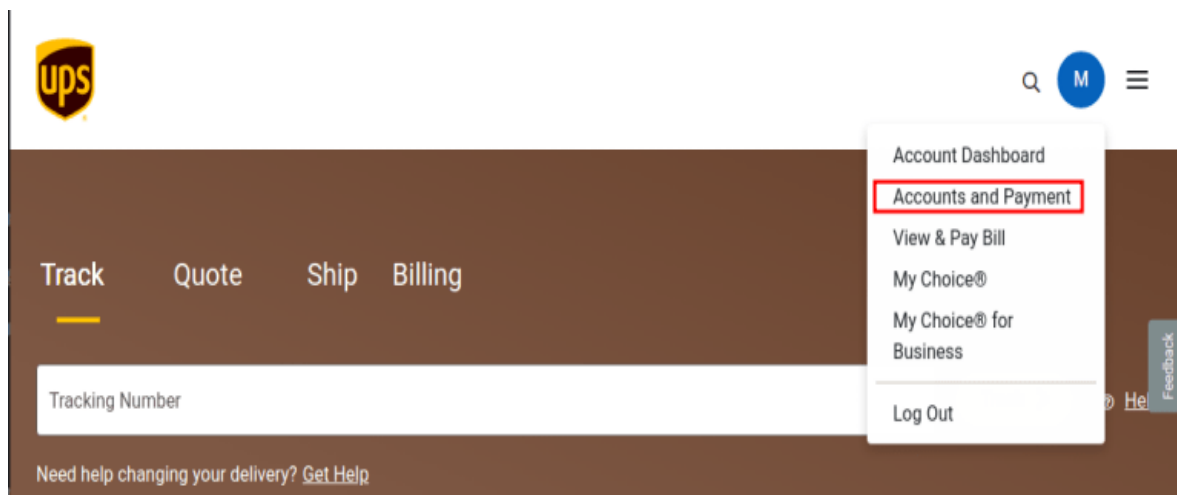 ups
M
Account Dashboard
Accounts and Payment
View & Pay Bill
My Choice®
My Choice® for
Business
Log Out
Track Quote Ship Billing
Tracking Number
® Hel
Need help changing your delivery? Get Help
Feedback